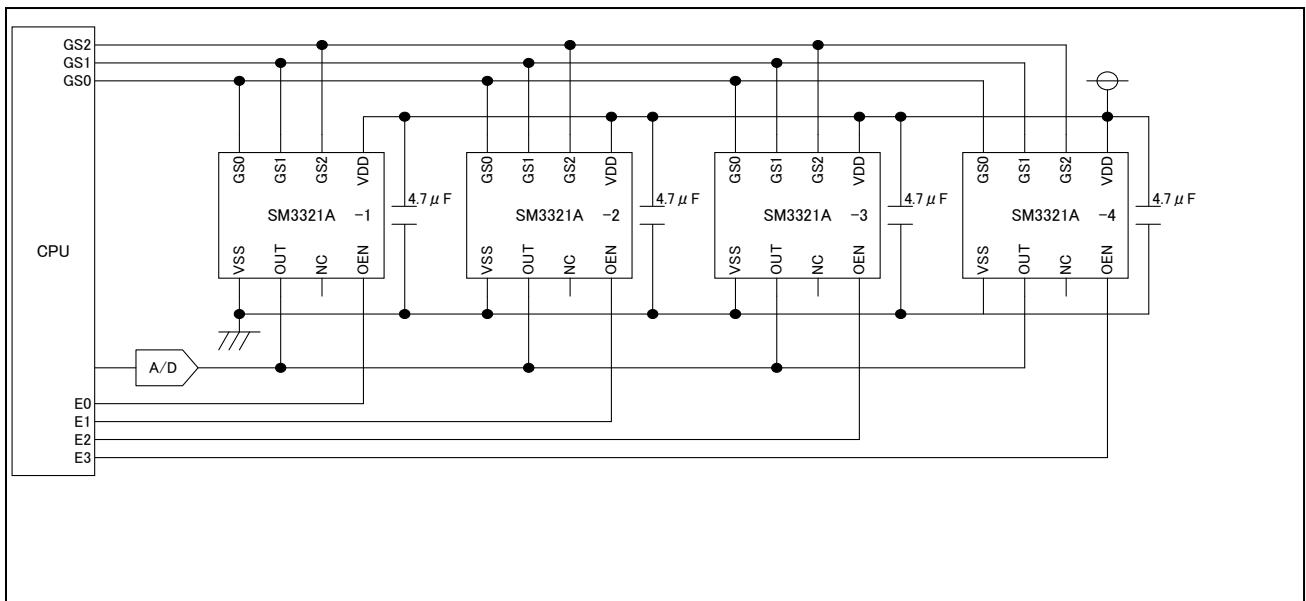 GS2
GS1
GS0
GS0 GS1 GS2 VDD
GS0 GS1 GS2 VDD
GS0 GS1 GS2 VDD
GS0 GS1 GS2 VDD
4.7μF
4.7μF
4.7μF
4.7μF
SM3321A -1
SM3321A -2
SM3321A -3
SM3321A -4
CPU
VSS OUT NC OEN
VSS OUT NC OEN
VSS OUT NC OEN
VSS OUT NC OEN
A/D
E0
E1
E2
E3